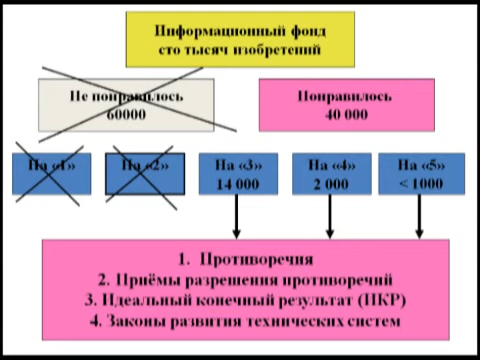 Информационный фонд
сто тысяч изобретений
Не понравилось
60000
Понравилось
40 000
На «1»
На «2»
На «3»
14 000
На «4»
2 000
На «5»
< 1000
1. Противоречия
2. Приёмы разрешения противоречий
3. Идеальный конечный результат (ИКР)
4. Законы развития технических систем